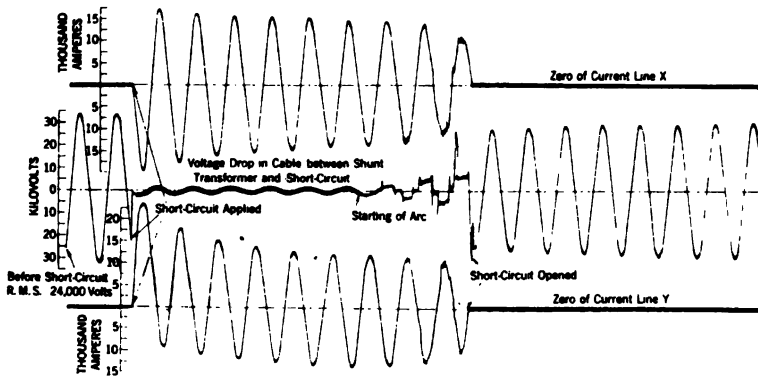 THOUSAND
AMPERES
15
10
5
0
5
10
15
Zero of Current Line X
KILOVOLTS
30
20
10
0
10
20
30
Voltage Drop in Cable between Shunt
Transformer and Short-Circuit
Short-Circuit Applied
Starting of Arc
Before Short-Circuit
R.M.S. 24,000 Volts
Short-Circuit Opened
THOUSAND
AMPERES
20
15
10
5
0
5
10
15
Zero of Current Line Y